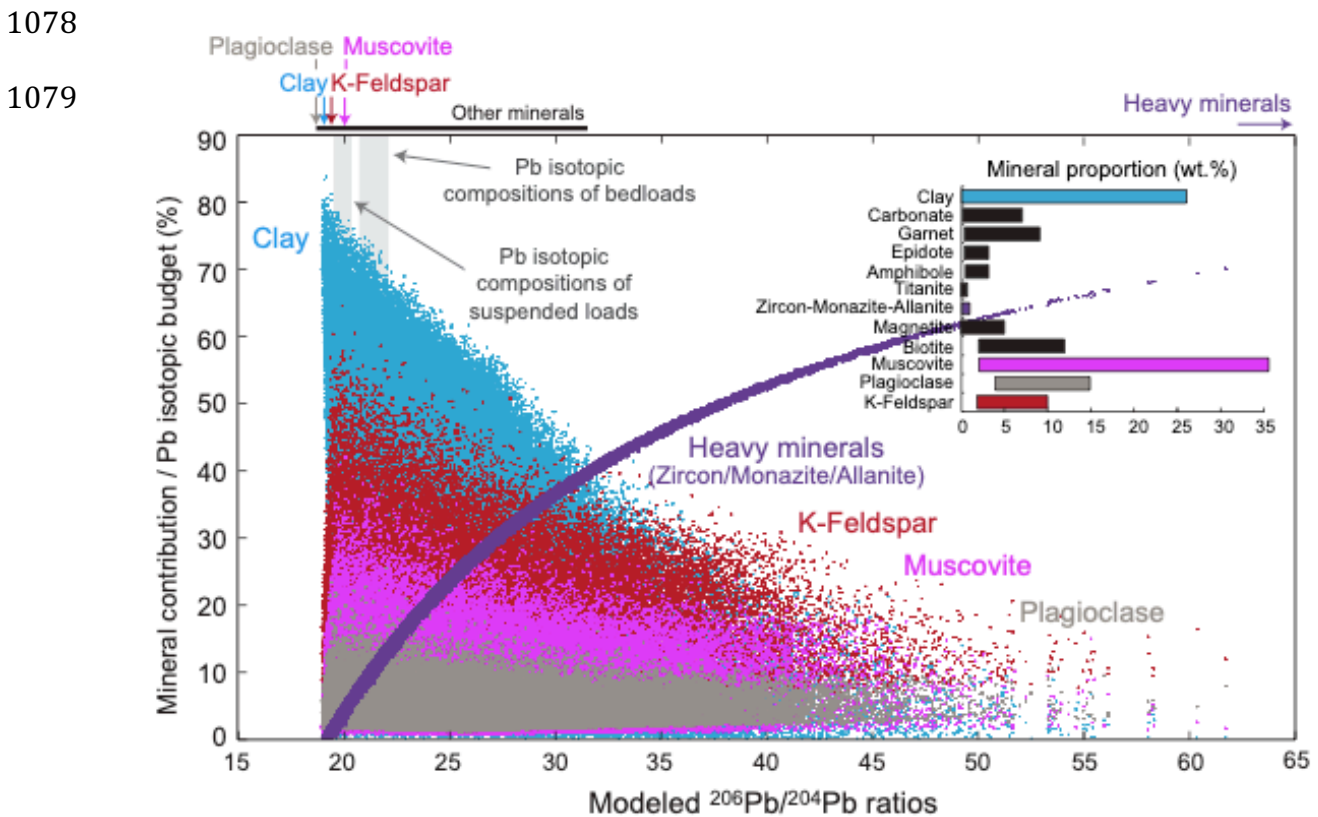 1078
1079
Plagioclase Muscovite
Clay K-Feldspar
Other minerals
Heavy minerals
Mineral contribution / Pb isotopic budget (%)
90
80
70
60
50
40
30
20
10
0
Clay
Pb isotopic
compositions of bedloads
Pb isotopic
compositions of
suspended loads
Mineral proportion (wt.%)
Clay
Carbonate
Garnet
Epidote
Amphibole
Titanite
Zircon-Monazite-Allanite
Magnetite
Biotite
Muscovite
Plagioclase
K-Feldspar
0 5 10 15 20 25 30 35
Heavy minerals
(Zircon/Monazite/Allanite)
K-Feldspar
Muscovite
Plagioclase
15 20 25 30 35 40 45 50 55 60 65
Modeled ²⁰⁶Pb/²⁰⁴Pb ratios